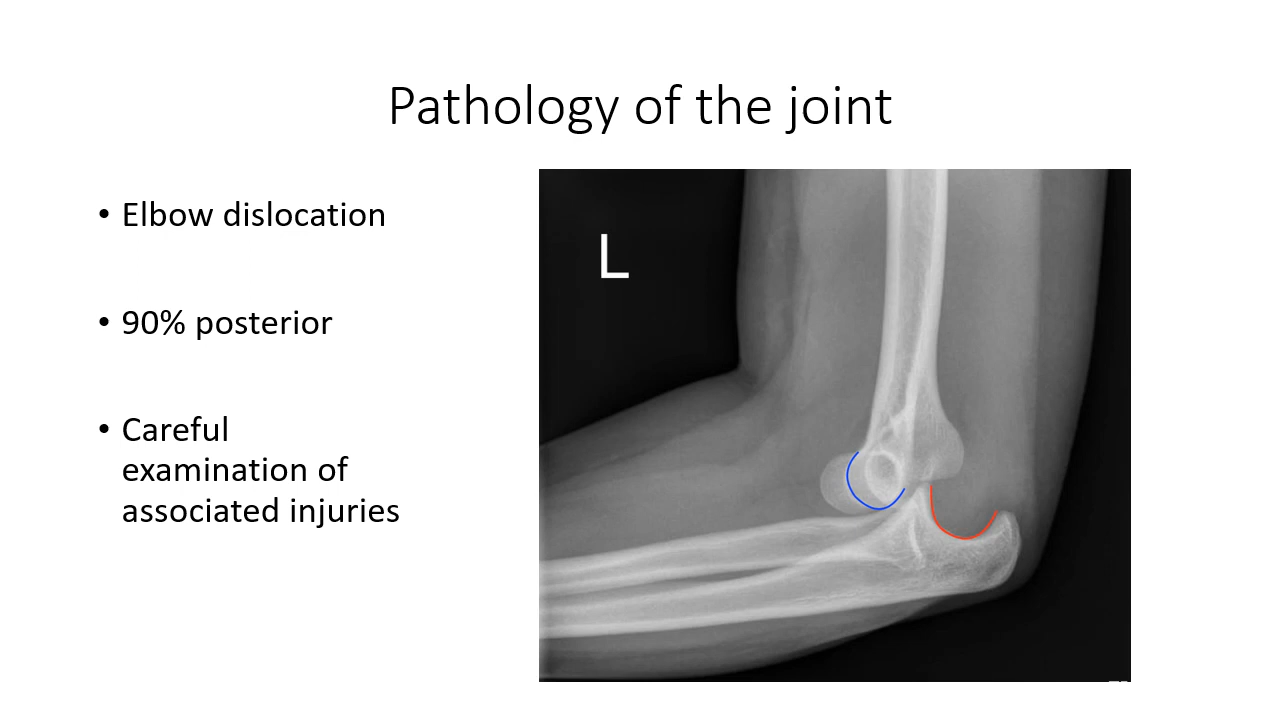 Pathology of the joint
• Elbow dislocation
• 90% posterior
• Careful
examination of
associated injuries
L